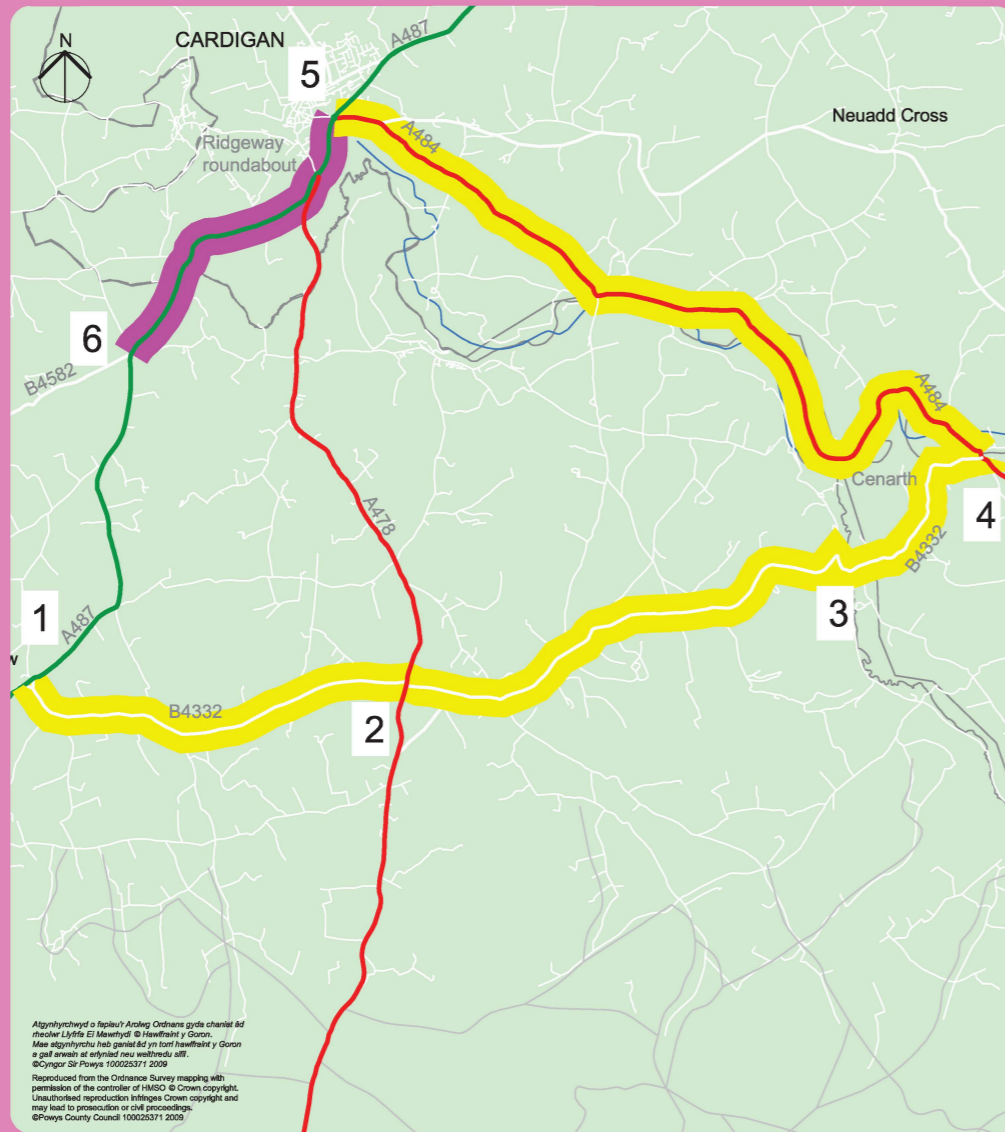 N
CARDIGAN
A487
5
Neuadd Cross
Ridgeway
roundabout
A484
6
B4582
A484
Cenarth
A478
4
B4332
1
A487
3
w
B4332
2
Atgynhyrchwyd o fapiau'r Arolwg Ordnans gyda chaniatâd
rheolwr Llyfrfa Ei Mawrhydi © Hawlfraint y Goron.
Mae atgynhyrchu heb ganiatâd yn torri hawlfraint y Goron
a gall arwain at erlyniad neu weithredu sifil.
©Cyngor Sir Powys 100025371 2009
Reproduced from the Ordnance Survey mapping with
permission of the controller of HMSO © Crown copyright.
Unauthorised reproduction infringes Crown copyright and
may lead to prosecution or civil proceedings.
©Powys County Council 100025371 2009